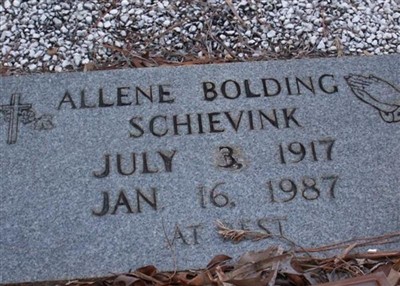 ALLENE BOLDING
SCHIEVINK
JULY 3, 1917
JAN 16, 1987
AT REST